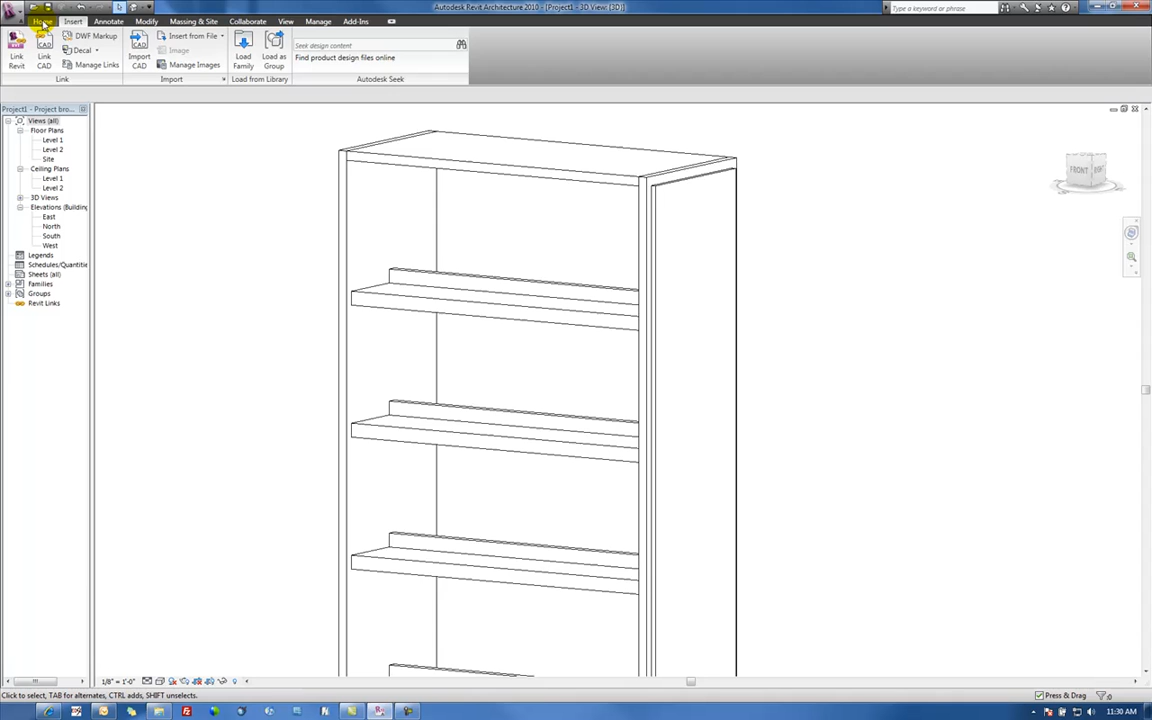 Autodesk Revit Architecture 2010 - [Project1 - 3D View: {3D}]
Type a keyword or phrase
Home Insert Annotate Modify Massing & Site Collaborate View Manage Add-Ins
Link Revit
Link CAD
DWF Markup
Decal
Manage Links
Import CAD
Insert from File
Image
Manage Images
Load Family
Load as Group
Seek design content
Find product design files online
Link Import Load from Library Autodesk Seek
Project1 - Project bro...
Views (all)
Floor Plans
Level 1
Level 2
Site
Ceiling Plans
Level 1
Level 2
3D Views
Elevations (Building
East
North
South
West
Legends
Schedules/Quantitie
Sheets (all)
Families
Groups
Revit Links
FRONT
1/8" = 1'-0"
Click to select, TAB for alternates, CTRL adds, SHIFT unselects.
Press & Drag
:0
11:30 AM